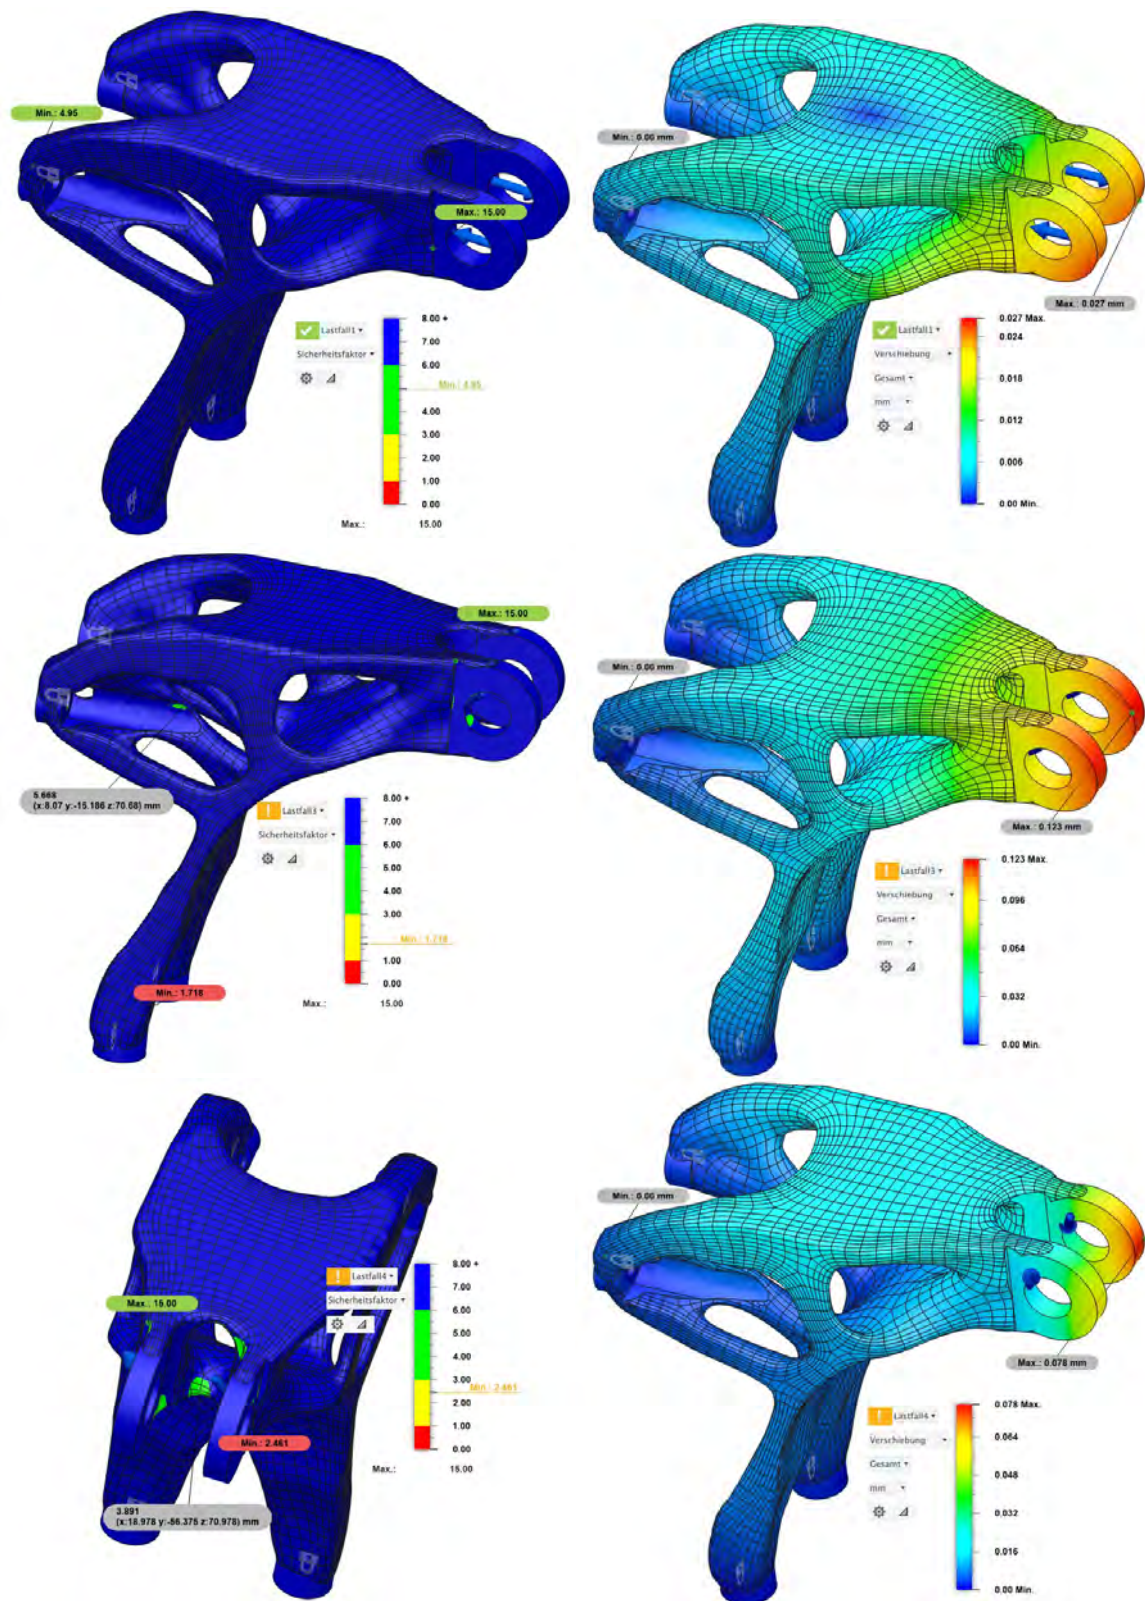 Min.: 4.95
Max.: 15.00
Lastfall1
Sicherheitsfaktor
8.00 +
7.00
6.00
5.00
Min.: 4.95
4.00
3.00
2.00
1.00
0.00
Max.: 15.00
Min.: 0.00 mm
Max.: 0.027 mm
Lastfall1
Verschiebung
Gesamt
mm
0.027 Max.
0.024
0.018
0.012
0.006
0.00 Min.
Max.: 15.00
5.668
(x:8.07 y:-15.186 z:70.68) mm
Lastfall3
Sicherheitsfaktor
8.00 +
7.00
6.00
5.00
4.00
3.00
Min.: 1.718
1.00
0.00
Min.: 1.718
Max.: 15.00
Min.: 0.00 mm
Max.: 0.123 mm
Lastfall3
Verschiebung
Gesamt
mm
0.123 Max.
0.096
0.054
0.032
0.00 Min.
Max.: 15.00
Lastfall4
Sicherheitsfaktor
8.00 +
7.00
6.00
5.00
4.00
3.00
Min.: 2.461
2.00
1.00
0.00
Min.: 2.461
Max.: 15.00
3.891
(x:18.978 y:-56.375 z:70.978) mm
Min.: 0.00 mm
Max.: 0.078 mm
Lastfall4
Verschiebung
Gesamt
mm
0.078 Max.
0.064
0.048
0.032
0.016
0.00 Min.